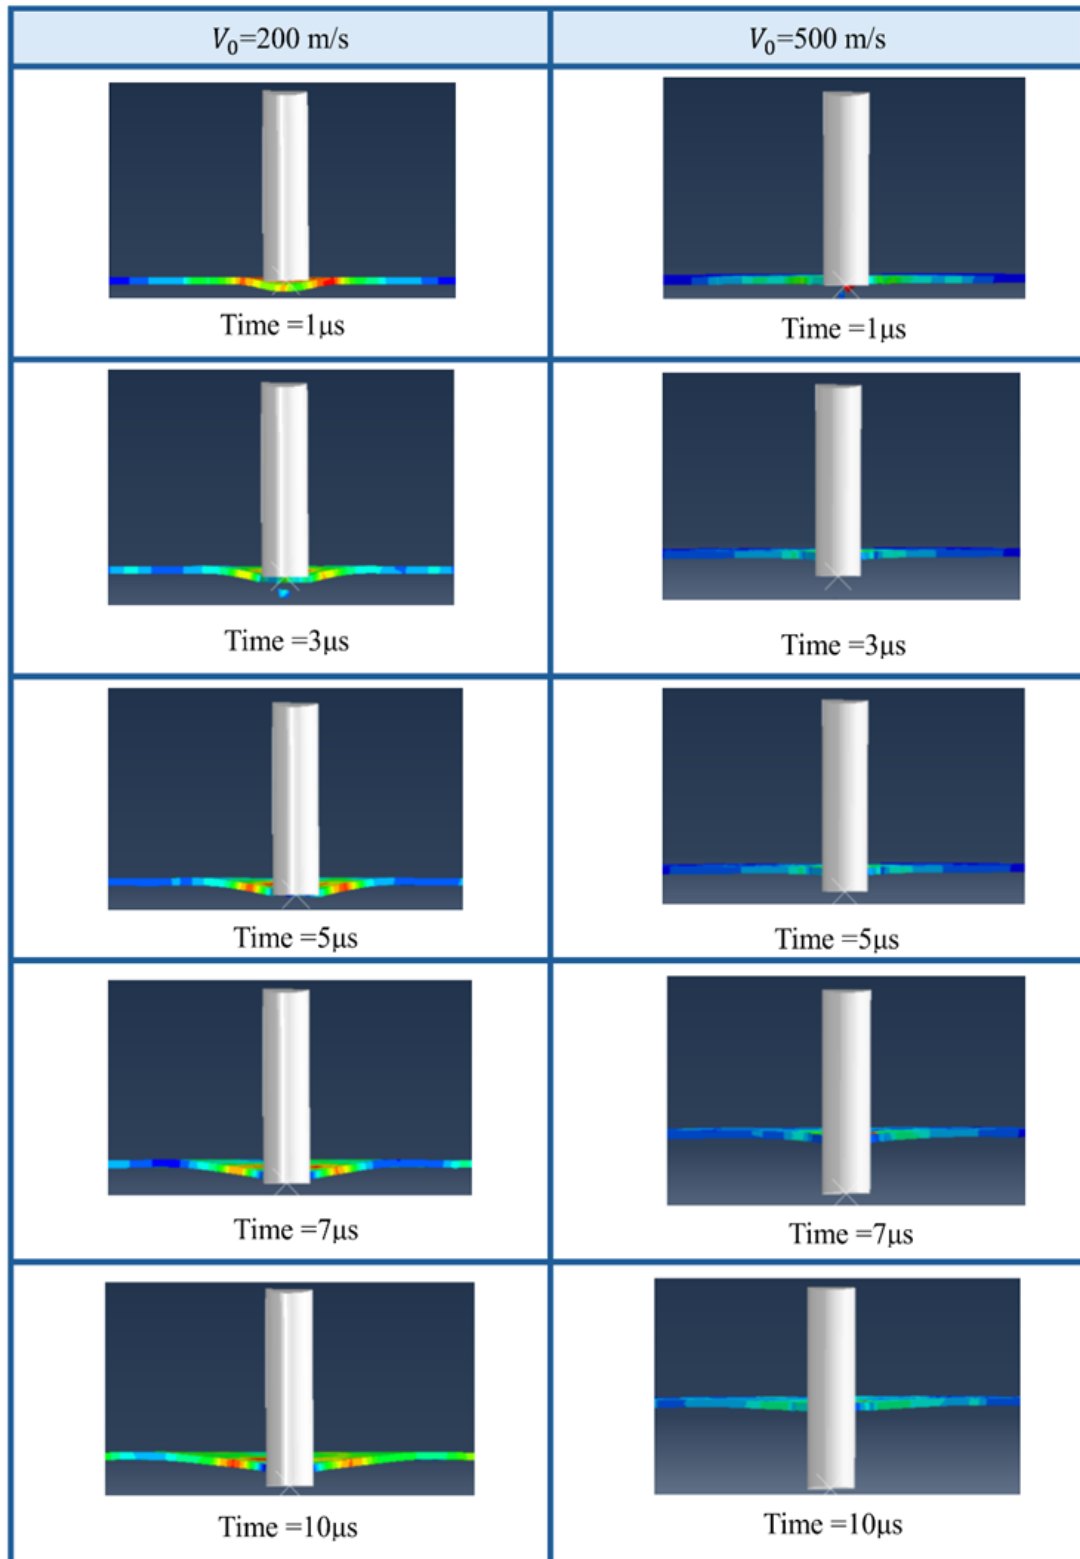 V₀=200 m/s
V₀=500 m/s
Time =1μs
Time =1μs
Time =3μs
Time =3μs
Time =5μs
Time =5μs
Time =7μs
Time =7μs
Time =10μs
Time =10μs